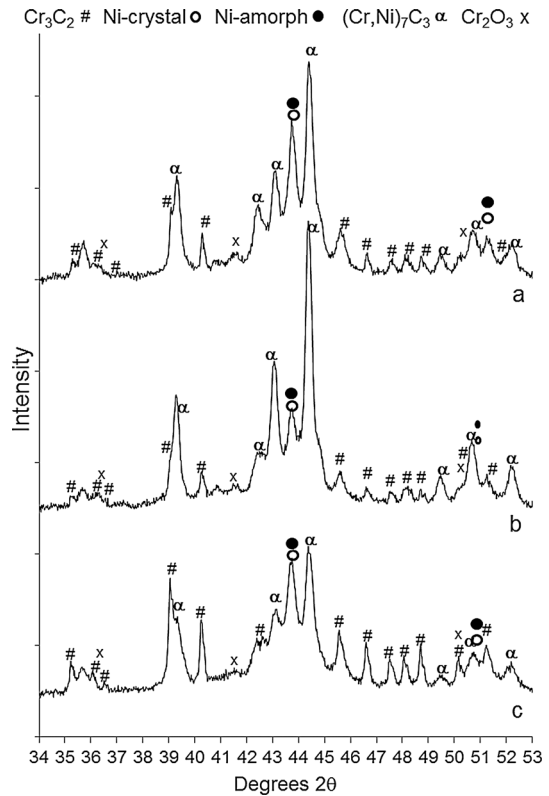 Cr3C2 # Ni-crystal o Ni-amorph ● (Cr,Ni)7C3 α Cr2O3 x
α
# α # α α # x # # # # # α x α # α
# x # x
a
α
Intensity
α α # # x # # x α # # # # # α # x α # α
b
# α # # x # # x # α α # # # # # α x # α # α
c
34 35 36 37 38 39 40 41 42 43 44 45 46 47 48 49 50 51 52 53
Degrees 2θ